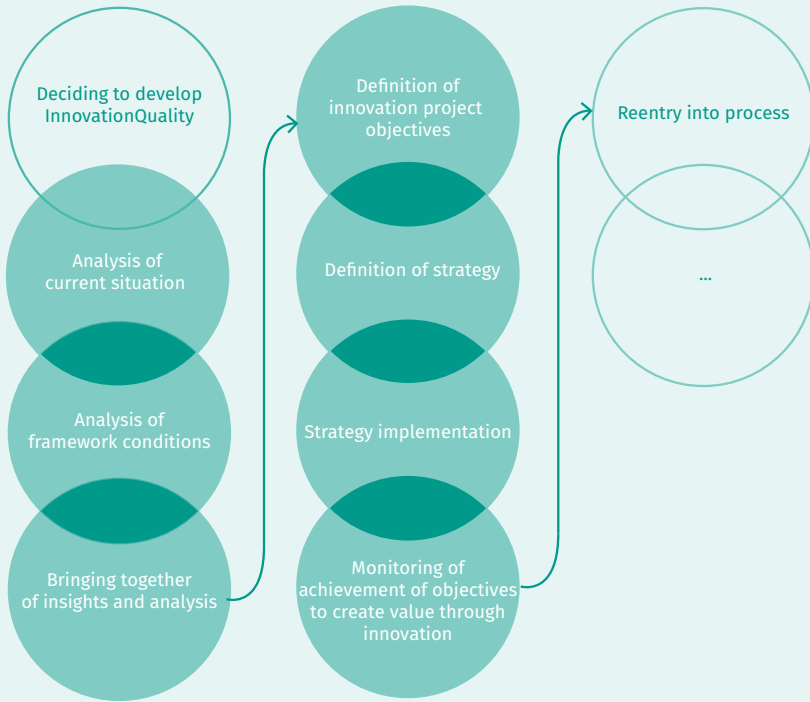 Deciding to develop
InnovationQuality
Analysis of
current situation
Analysis of
framework conditions
Bringing together
of insights and analysis
Definition of
innovation project
objectives
Definition of strategy
Strategy implementation
Monitoring of
achievement of objectives
to create value through
innovation
Reentry into process
...